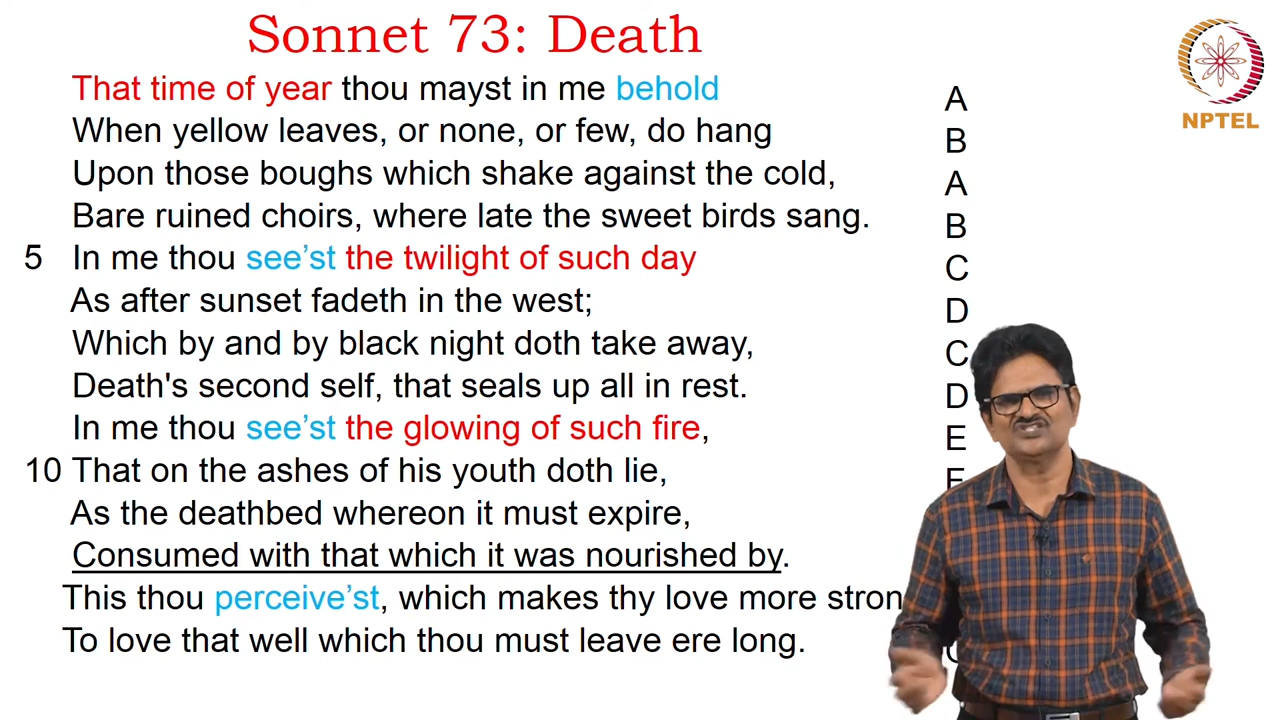 Sonnet 73: Death
NPTEL
That time of year thou mayst in me behold A
When yellow leaves, or none, or few, do hang B
Upon those boughs which shake against the cold, A
Bare ruined choirs, where late the sweet birds sang. B
5 In me thou see’st the twilight of such day C
As after sunset fadeth in the west; D
Which by and by black night doth take away, C
Death's second self, that seals up all in rest. D
In me thou see’st the glowing of such fire, E
10 That on the ashes of his youth doth lie,
As the deathbed whereon it must expire,
Consumed with that which it was nourished by.
This thou perceive’st, which makes thy love more
To love that well which thou must leave ere long.